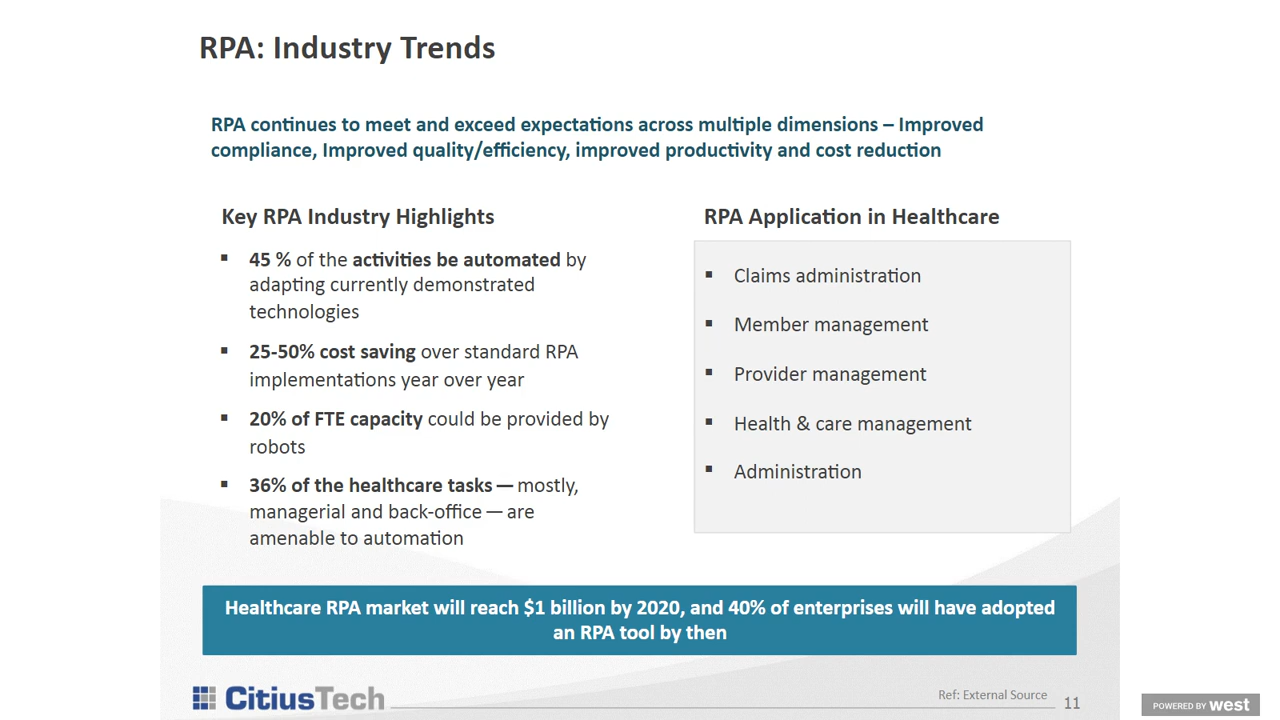 RPA: Industry Trends
RPA continues to meet and exceed expectations across multiple dimensions – Improved
compliance, Improved quality/efficiency, improved productivity and cost reduction
Key RPA Industry Highlights
▪ 45 % of the activities be automated by
adapting currently demonstrated
technologies
▪ 25-50% cost saving over standard RPA
implementations year over year
▪ 20% of FTE capacity could be provided by
robots
▪ 36% of the healthcare tasks — mostly,
managerial and back-office — are
amenable to automation
RPA Application in Healthcare
▪ Claims administration
▪ Member management
▪ Provider management
▪ Health & care management
▪ Administration
Healthcare RPA market will reach $1 billion by 2020, and 40% of enterprises will have adopted
an RPA tool by then
CitiusTech
Ref: External Source
11
POWERED BY west